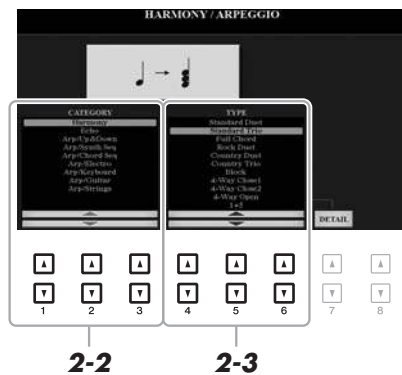 HARMONY / ARPEGGIO
CATEGORY
Harmony
Echo
Arp/Up&Down
Arp/Synth Seq
Arp/Chord Seq
Arp/Electro
Arp/Keyboard
Arp/Guitar
Arp/Strings
TYPE
Standard Duet
Standard Trio
Full Chord
Rock Duet
Country Duet
Country Trio
Block
4-Way Close1
4-Way Close2
4-Way Open
1+5
DETAIL
1 2 3 4 5 6 7 8
2-2 2-3